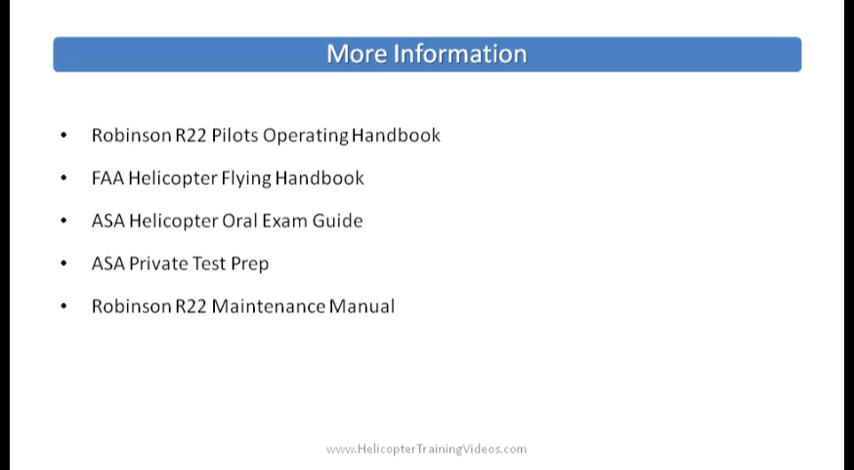 More Information
• Robinson R22 Pilots Operating Handbook
• FAA Helicopter Flying Handbook
• ASA Helicopter Oral Exam Guide
• ASA Private Test Prep
• Robinson R22 Maintenance Manual
www.HelicopterTrainingVideos.com